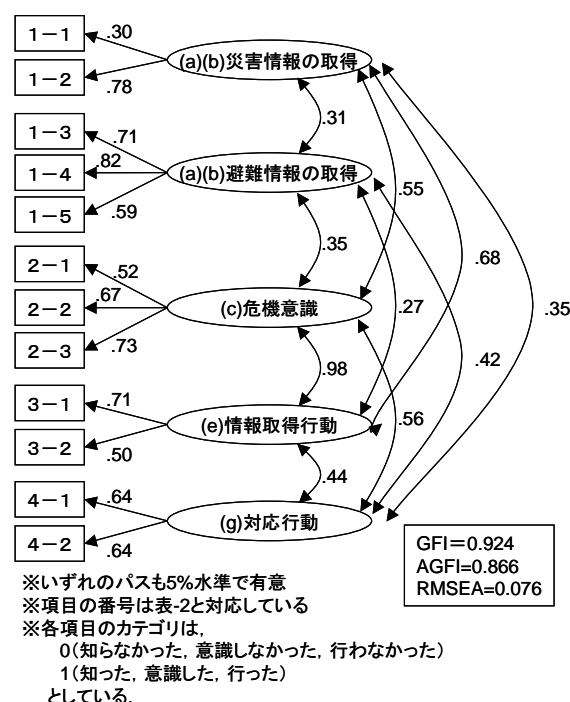 1－1
.30
(a)(b)災害情報の取得
1－2
.78
.31
1－3
.71
1－4
.82
(a)(b)避難情報の取得
1－5
.59
.55
.35
.68
2－1
.52
2－2
.67
(c)危機意識
.27
.35
2－3
.73
.98
.42
3－1
.71
(e)情報取得行動
.56
3－2
.50
.44
4－1
.64
(g)対応行動
4－2
.64
GFI＝0.924
AGFI=0.866
RMSEA=0.076
※いずれのパスも5%水準で有意
※項目の番号は表-2と対応している
※各項目のカテゴリは,
0(知らなかった, 意識しなかった, 行わなかった)
1(知った, 意識した, 行った)
としている.